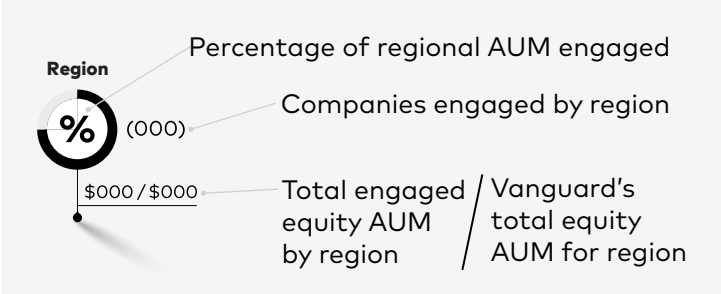 Percentage of regional AUM engaged
Region
%
(000)
Companies engaged by region
$000/$000
Total engaged
equity AUM
by region
/
Vanguard's
total equity
AUM for region